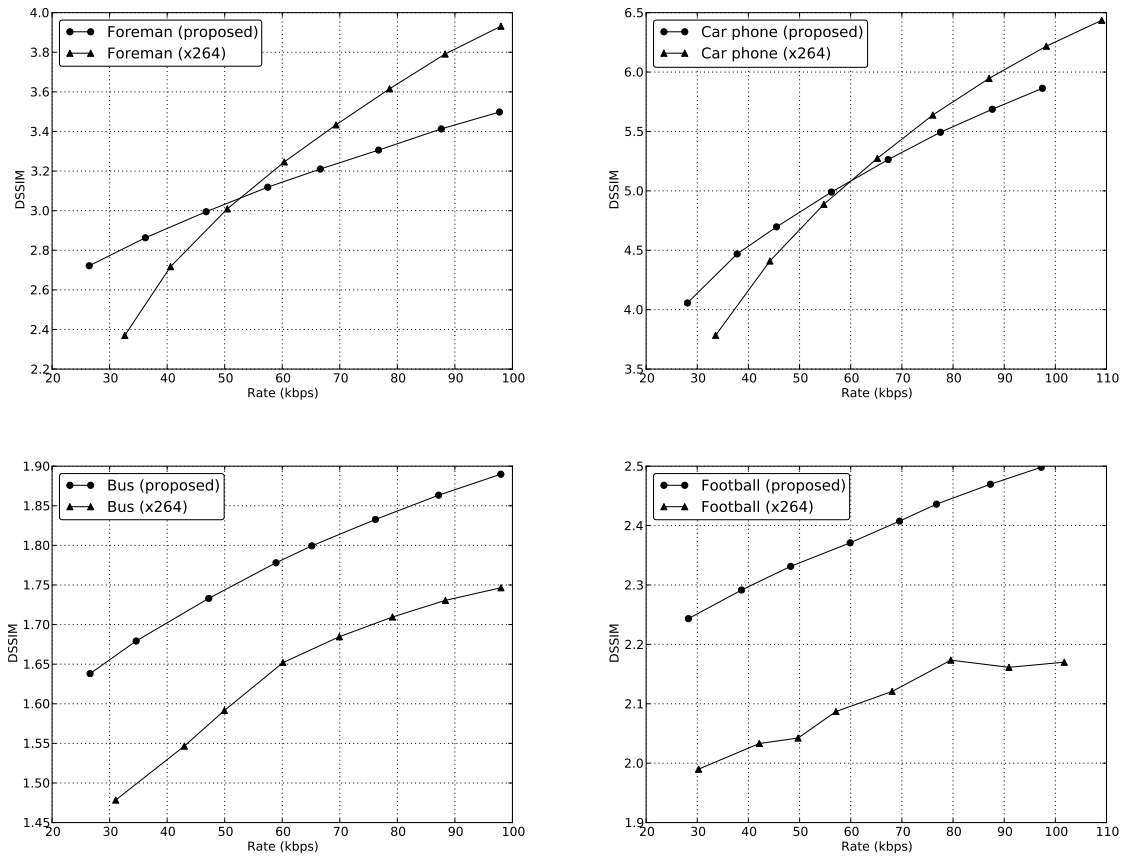 4.0
3.8
3.6
3.4
3.2
3.0
2.8
2.6
2.4
2.2
DSSIM
Foreman (proposed)
Foreman (x264)
20 30 40 50 60 70 80 90 100
Rate (kbps)
6.5
6.0
5.5
5.0
4.5
4.0
3.5
DSSIM
Car phone (proposed)
Car phone (x264)
20 30 40 50 60 70 80 90 100 110
Rate (kbps)
1.90
1.85
1.80
1.75
1.70
1.65
1.60
1.55
1.50
1.45
DSSIM
Bus (proposed)
Bus (x264)
20 30 40 50 60 70 80 90 100
Rate (kbps)
2.5
2.4
2.3
2.2
2.1
2.0
1.9
DSSIM
Football (proposed)
Football (x264)
20 30 40 50 60 70 80 90 100 110
Rate (kbps)